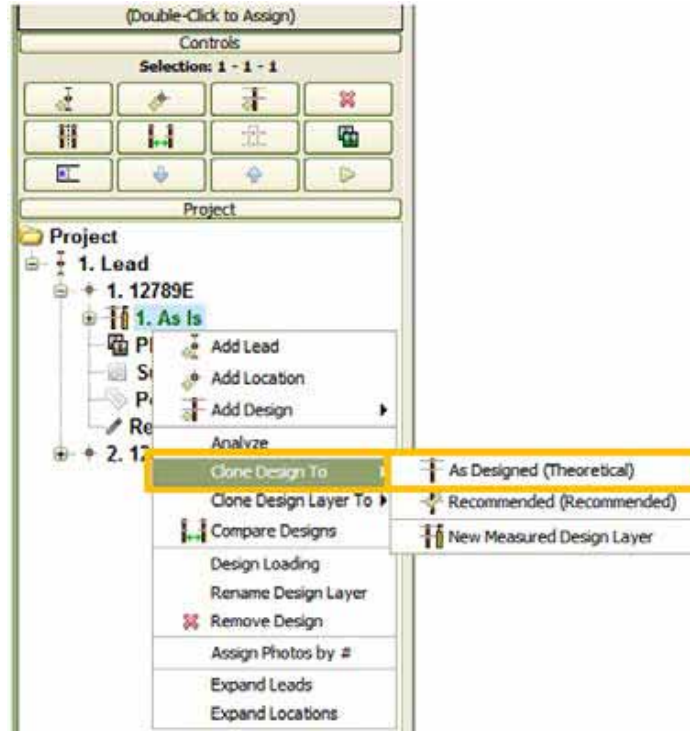 (Double-Click to Assign)
Controls
Selection: 1 - 1 - 1
Project
Project
1. Lead
1. 12789E
1. As Is
Add Lead
Add Location
Add Design
Analyze
Clone Design To
As Designed (Theoretical)
Clone Design Layer To
Recommended (Recommended)
Compare Designs
New Measured Design Layer
Design Loading
Rename Design Layer
Remove Design
Assign Photos by #
Expand Leads
Expand Locations